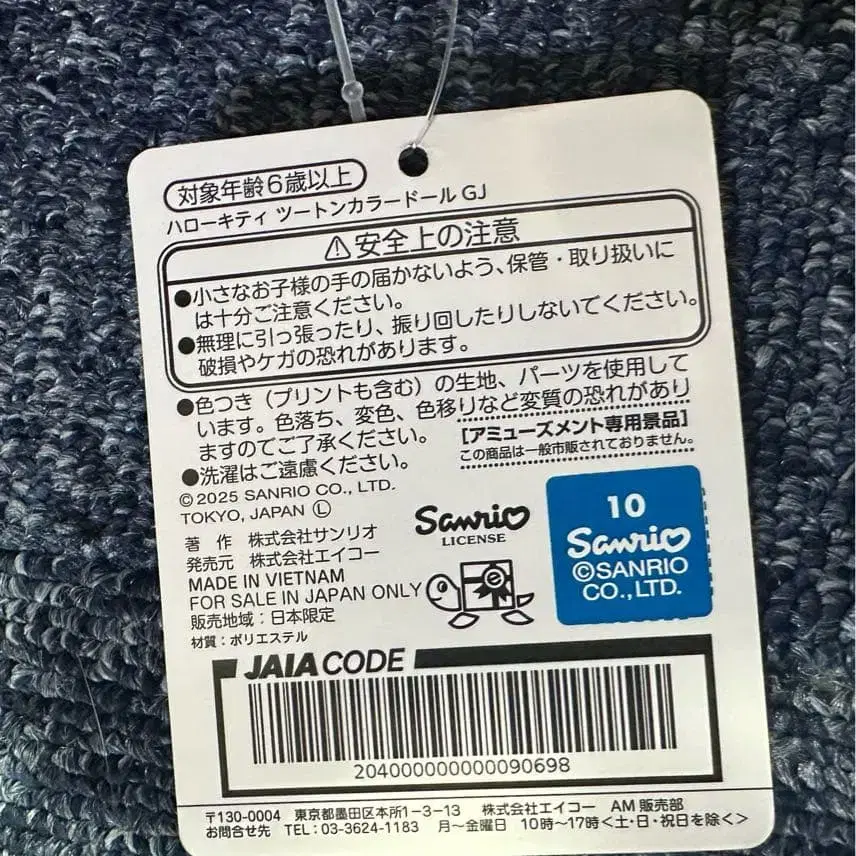 対象年齢6歳以上
ハローキティ ツートンカラードール GJ
⚠安全上の注意
●小さなお子様の手の届かないよう、保管・取り扱いに
は十分ご注意ください。
●無理に引っ張ったり、振り回したりしないでください。
破損やケガの恐れがあります。
●色つき（プリントも含む）の生地、パーツを使用して
います。色落ち、変色、色移りなど変質の恐れがあり
ますのでご了承ください。
●洗濯はご遠慮ください。
[アミューズメント専用景品]
この商品は一般市販されておりません。
© 2025 SANRIO CO., LTD.
TOKYO, JAPAN Ⓛ
著 作 株式会社サンリオ
発売元 株式会社エイコー
MADE IN VIETNAM
FOR SALE IN JAPAN ONLY
販売地域：日本限定
材質：ポリエステル
Sanrio
LICENSE
10
Sanrio
©SANRIO
CO., LTD.
JAIA CODE
204000000000090698
〒130-0004 東京都墨田区本所1-3-13 株式会社エイコー AM販売部
お問合せ先 TEL：03-3624-1183 月～金曜日 10時～17時＜土・日・祝日を除く＞